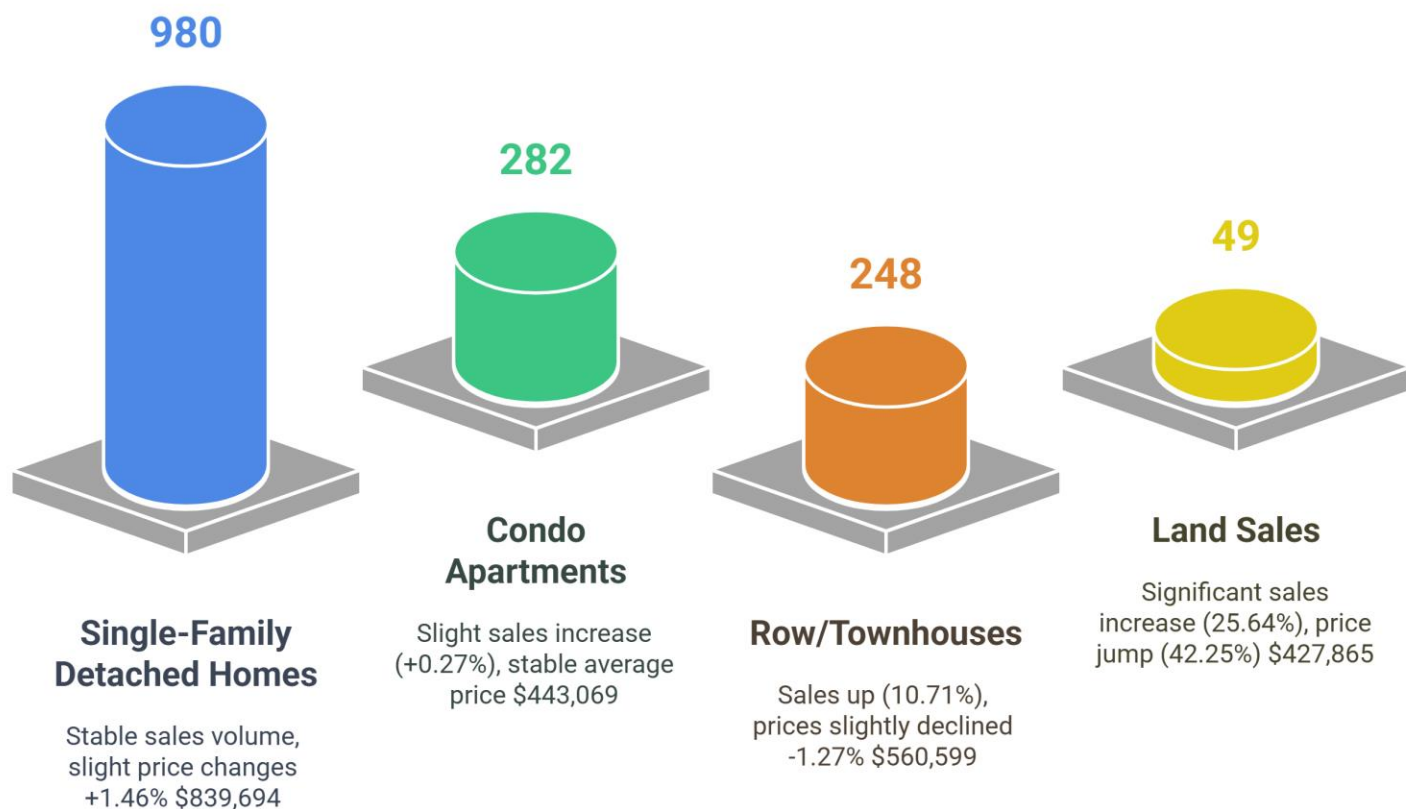 980
Single-Family
Detached Homes
Stable sales volume,
slight price changes
+1.46% $839,694
282
Condo
Apartments
Slight sales increase
(+0.27%), stable average
price $443,069
248
Row/Townhouses
Sales up (10.71%),
prices slightly declined
-1.27% $560,599
49
Land Sales
Significant sales
increase (25.64%), price
jump (42.25%) $427,865